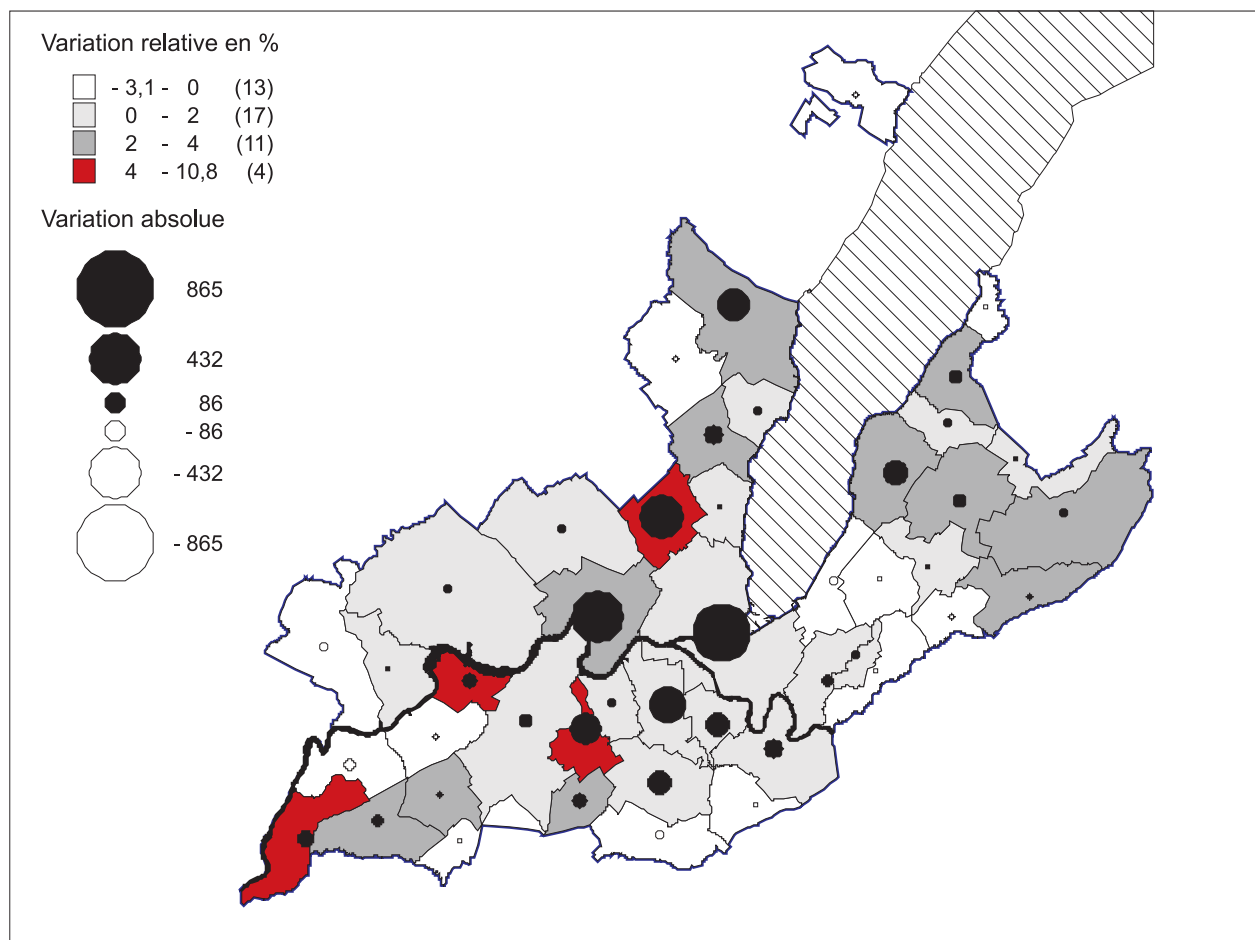 Variation relative en %
- 3,1 - 0 (13)
0 - 2 (17)
2 - 4 (11)
4 - 10,8 (4)
Variation absolue
865
432
86
- 86
- 432
- 865